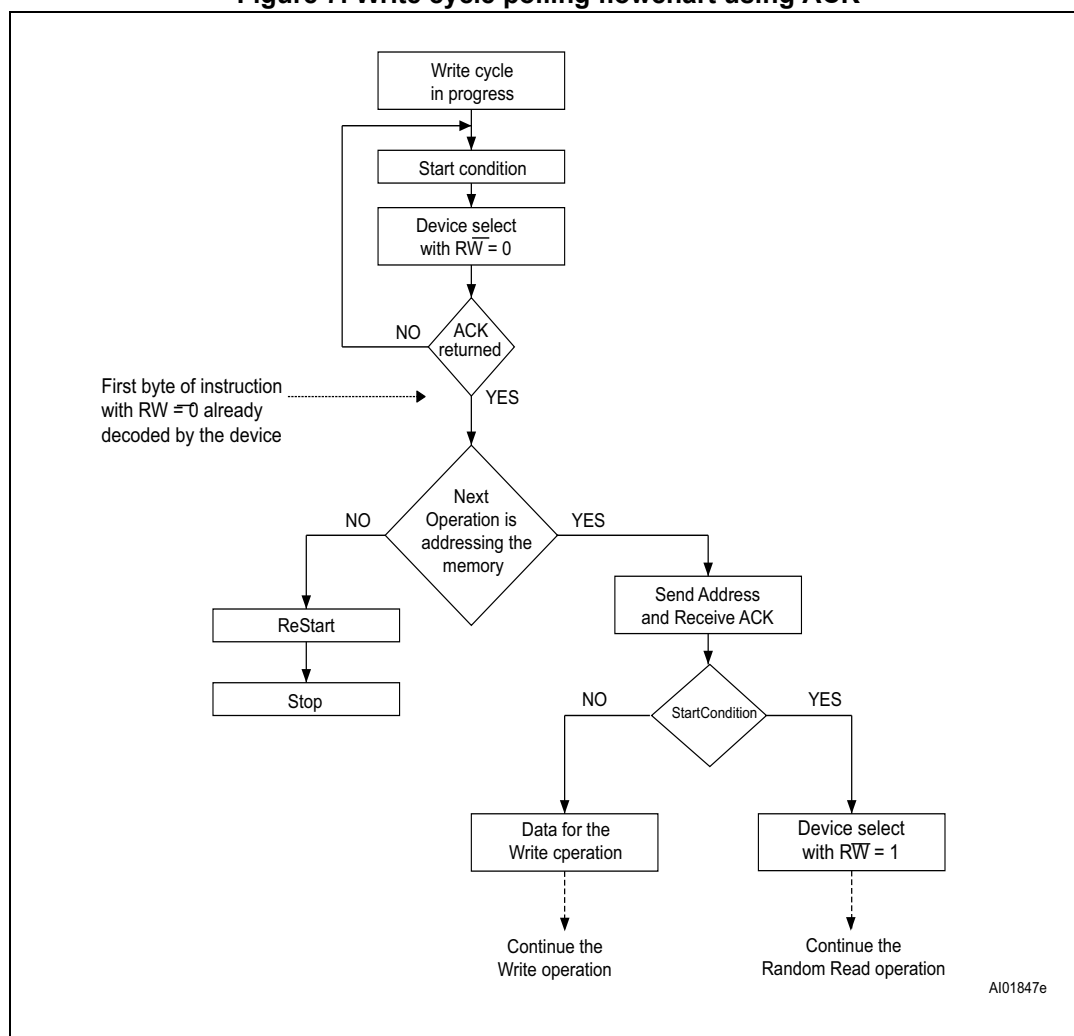 Figure 7. Write cycle polling flowchart using ACK
Write cycle
in progress
Start condition
Device select
with RW̅ = 0
ACK
returned
NO
YES
First byte of instruction
with RW = 0 already
decoded by the device
Next
Operation is
addressing the
memory
NO
YES
Send Address
and Receive ACK
ReStart
Stop
StartCondition
NO
YES
Data for the
Write cperation
Device select
with RW̅ = 1
Continue the
Write operation
Continue the
Random Read operation
AI01847e